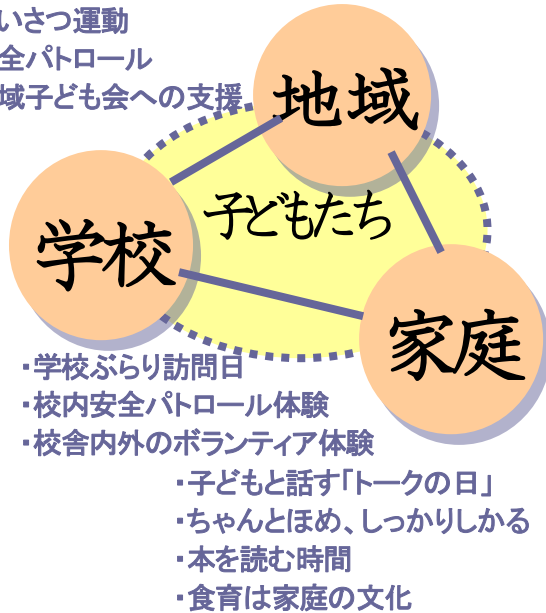 いさつ運動
全パトロール
域子ども会への支援
地域
子どもたち
学校
家庭
・学校ぶらり訪問日
・校内安全パトロール体験
・校舎内外のボランティア体験
・子どもと話す「トークの日」
・ちゃんとほめ、しっかりしかる
・本を読む時間
・食育は家庭の文化